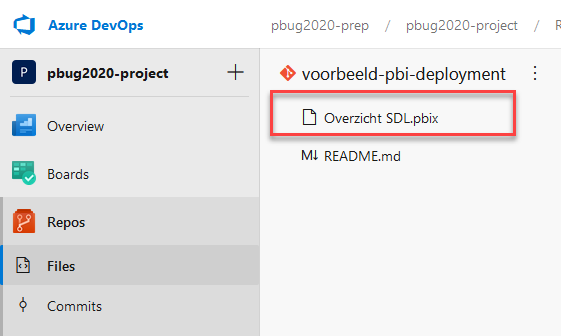 Azure DevOps
pbug2020-prep / pbug2020-project / R
P pbug2020-project +
voorbeeld-pbi-deployment
Overzicht SDL.pbix
README.md
Overview
Boards
Repos
Files
Commits